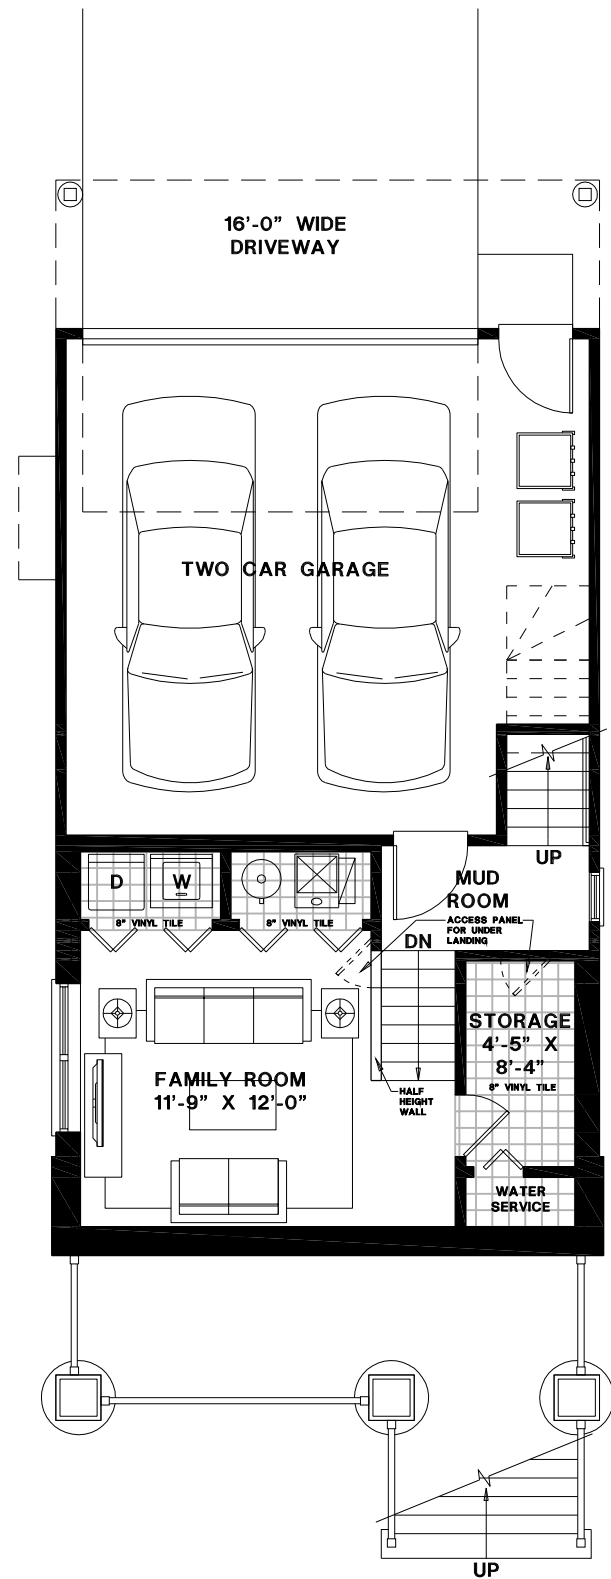 16'-0" WIDE
DRIVEWAY
TWO CAR GARAGE
UP
D
W
MUD
ROOM
8" VINYL TILE
8" VINYL TILE
ACCESS PANEL
FOR UNDER
LANDING
DN
STORAGE
4'-5" X
8'-4"
8" VINYL TILE
FAMILY ROOM
11'-9" X 12'-0"
HALF
HEIGHT
WALL
WATER
SERVICE
UP